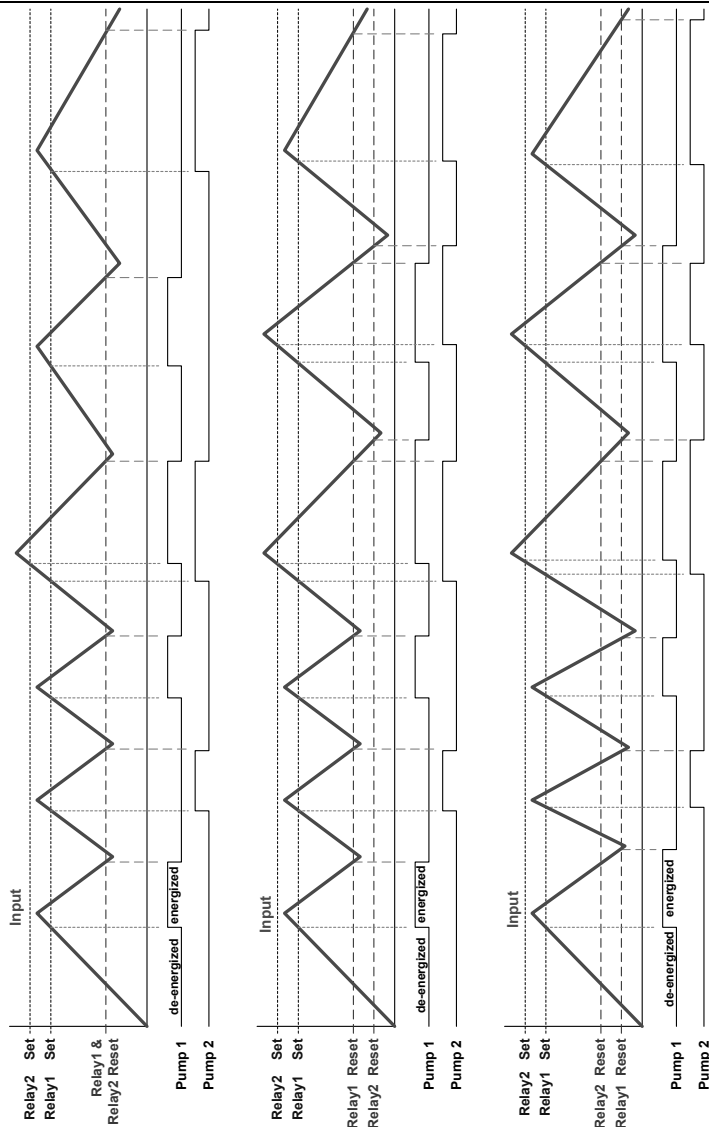 Input
Relay2 Set
Relay1 Set
Relay1 &
Relay2 Reset
de-energized energized
Pump 1
Pump 2
Input
Relay2 Set
Relay1 Set
Relay1 Reset
Relay2 Reset
de-energized energized
Pump 1
Pump 2
Input
Relay2 Set
Relay1 Set
Relay2 Reset
Relay1 Reset
de-energized energized
Pump 1
Pump 2